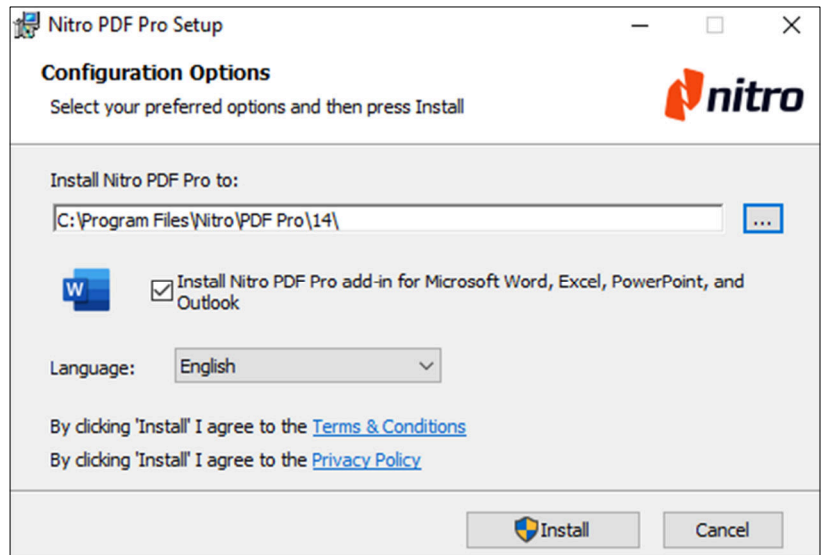 Nitro PDF Pro Setup
Configuration Options
Select your preferred options and then press Install
nitro
Install Nitro PDF Pro to:
C:\Program Files\Nitro\PDF Pro\14\
...
W
Install Nitro PDF Pro add-in for Microsoft Word, Excel, PowerPoint, and
Outlook
Language:
English
By clicking 'Install' I agree to the Terms & Conditions
By clicking 'Install' I agree to the Privacy Policy
Install
Cancel